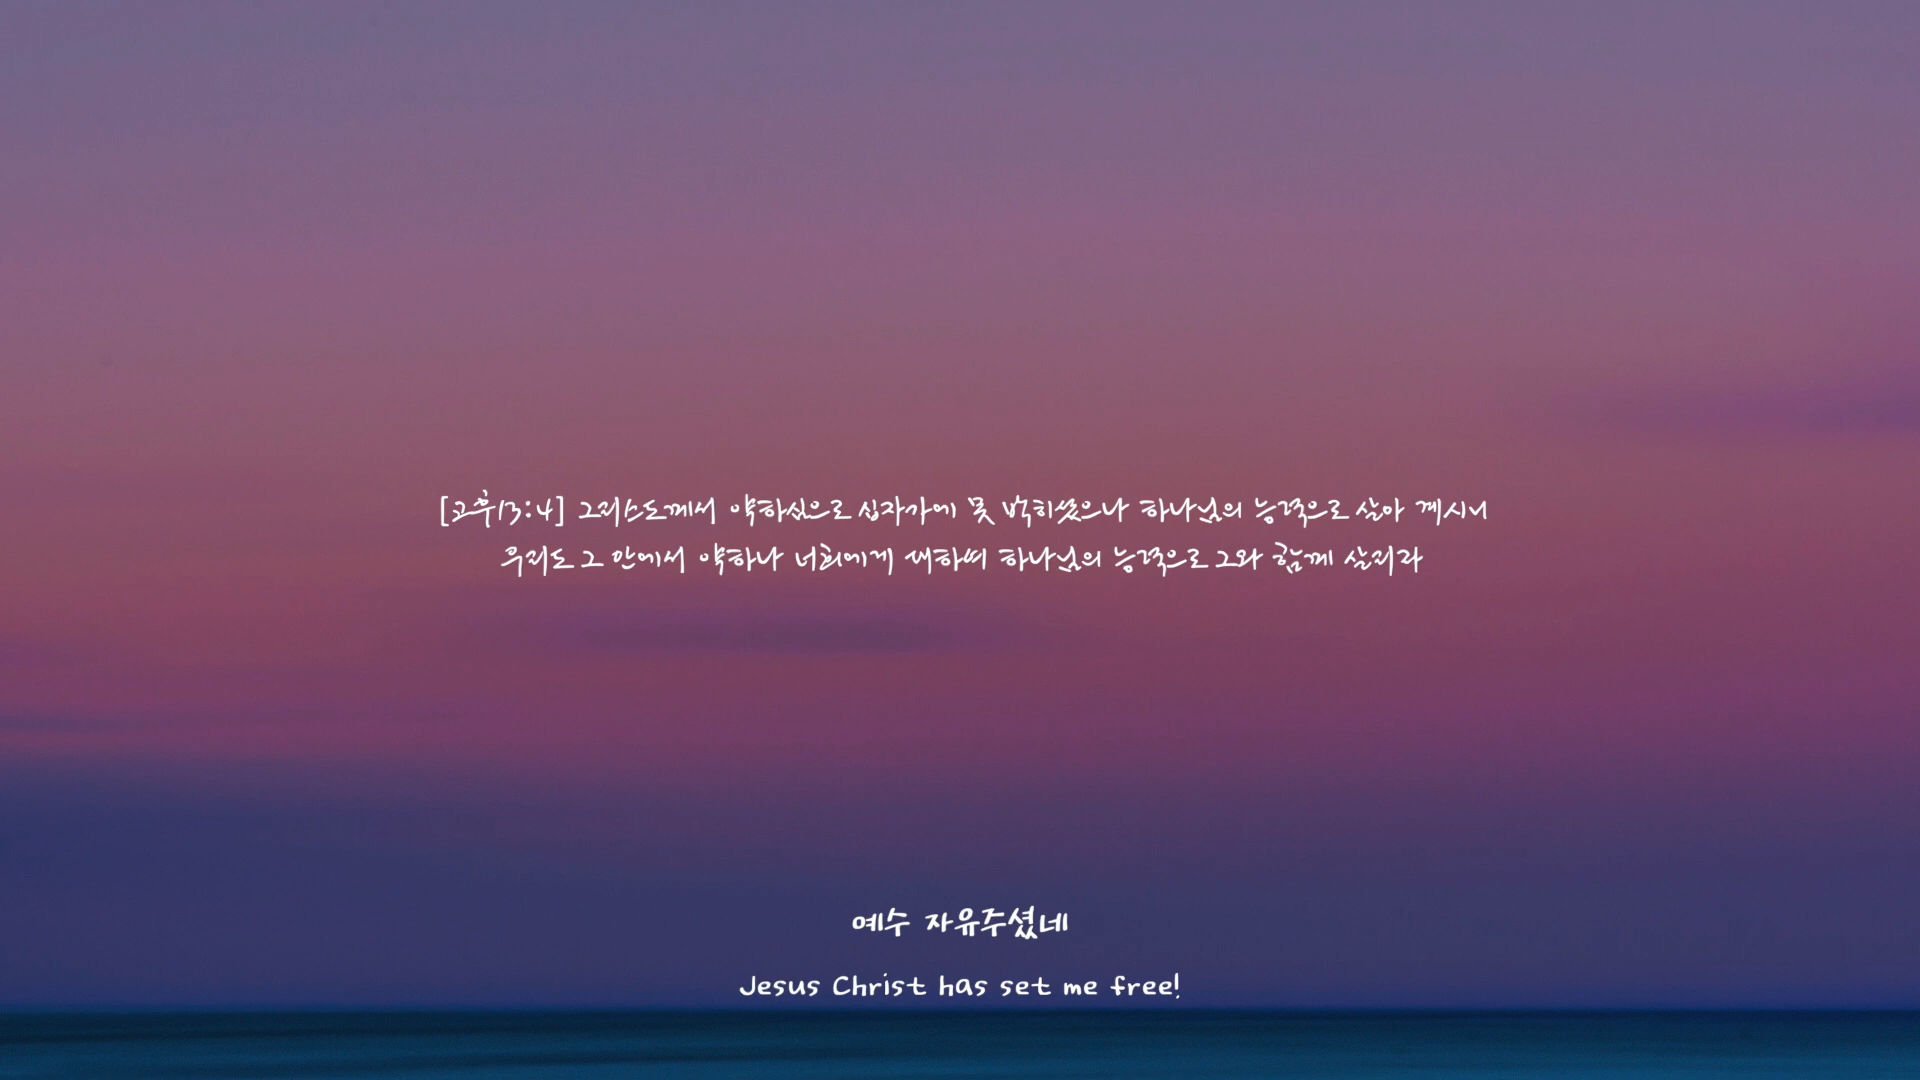 [고후13:4] 그리스도께서 약하심으로 십자가에 못 박히셨으나 하나님의 능력으로 살아 계시니
우리도 그 안에서 약하나 너희에게 대하여 하나님의 능력으로 그와 함께 살리라
예수 자유주셨네
Jesus Christ has set me free!